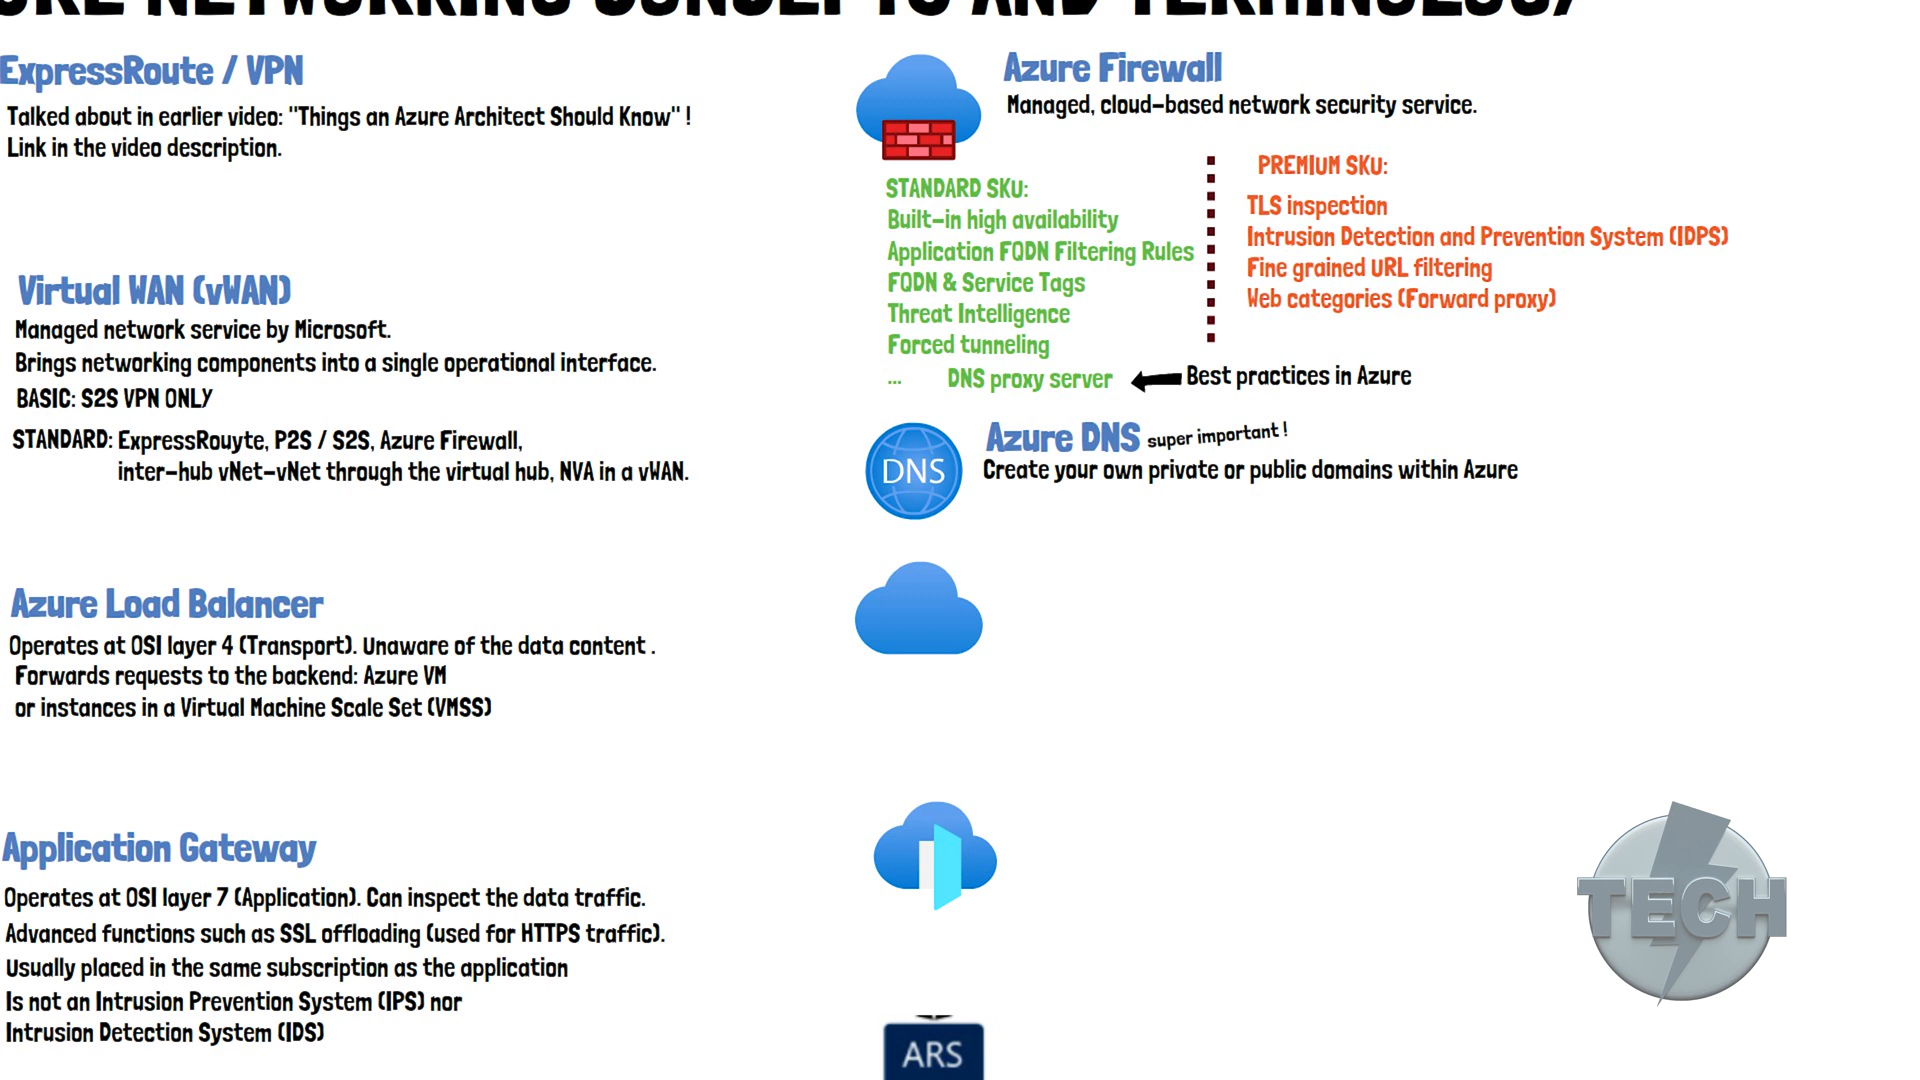 URE NETWORKING CONCEPTS AND TERMINOLOGY
ExpressRoute / VPN
Talked about in earlier video: "Things an Azure Architect Should Know" !
Link in the video description.
Virtual WAN (vWAN)
Managed network service by Microsoft.
Brings networking components into a single operational interface.
BASIC: S2S VPN ONLY
STANDARD: ExpressRouyte, P2S / S2S, Azure Firewall,
inter-hub vNet-vNet through the virtual hub, NVA in a vWAN.
Azure Load Balancer
Operates at OSI layer 4 (Transport). Unaware of the data content .
Forwards requests to the backend: Azure VM
or instances in a Virtual Machine Scale Set (VMSS)
Application Gateway
Operates at OSI layer 7 (Application). Can inspect the data traffic.
Advanced functions such as SSL offloading (used for HTTPS traffic).
Usually placed in the same subscription as the application
Is not an Intrusion Prevention System (IPS) nor
Intrusion Detection System (IDS)
Azure Firewall
Managed, cloud-based network security service.
STANDARD SKU:
Built-in high availability
Application FQDN Filtering Rules
FQDN & Service Tags
Threat Intelligence
Forced tunneling
... DNS proxy server
Best practices in Azure
PREMIUM SKU:
TLS inspection
Intrusion Detection and Prevention System (IDPS)
Fine grained URL filtering
Web categories (Forward proxy)
DNS
Azure DNS super important !
Create your own private or public domains within Azure
ARS
TECH